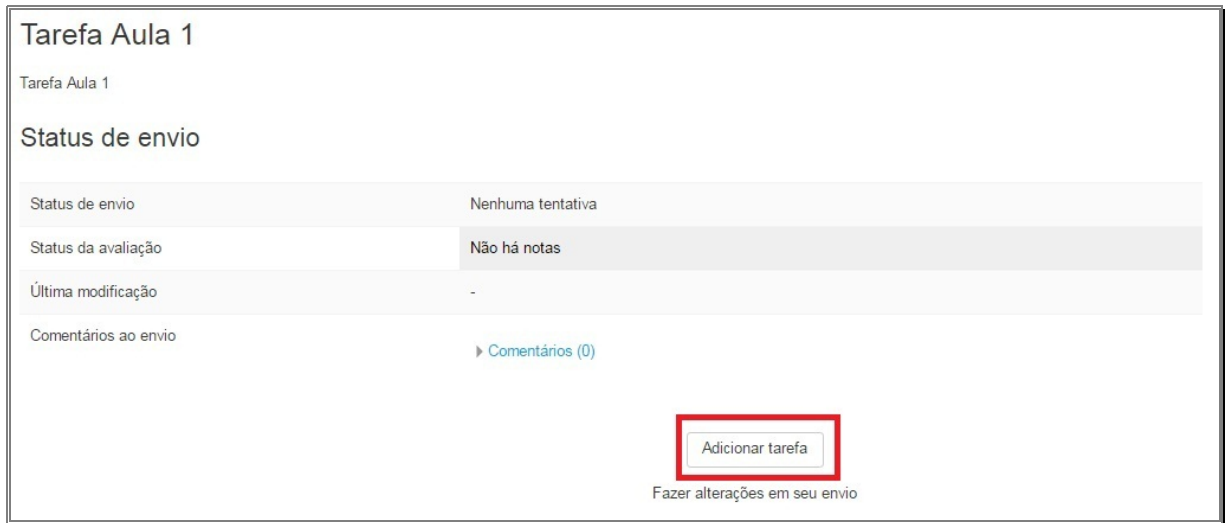 Tarefa Aula 1
Tarefa Aula 1
Status de envio
Status de envio Nenhuma tentativa
Status da avaliação Não há notas
Última modificação -
Comentários ao envio
Comentários (0)
Adicionar tarefa
Fazer alterações em seu envio